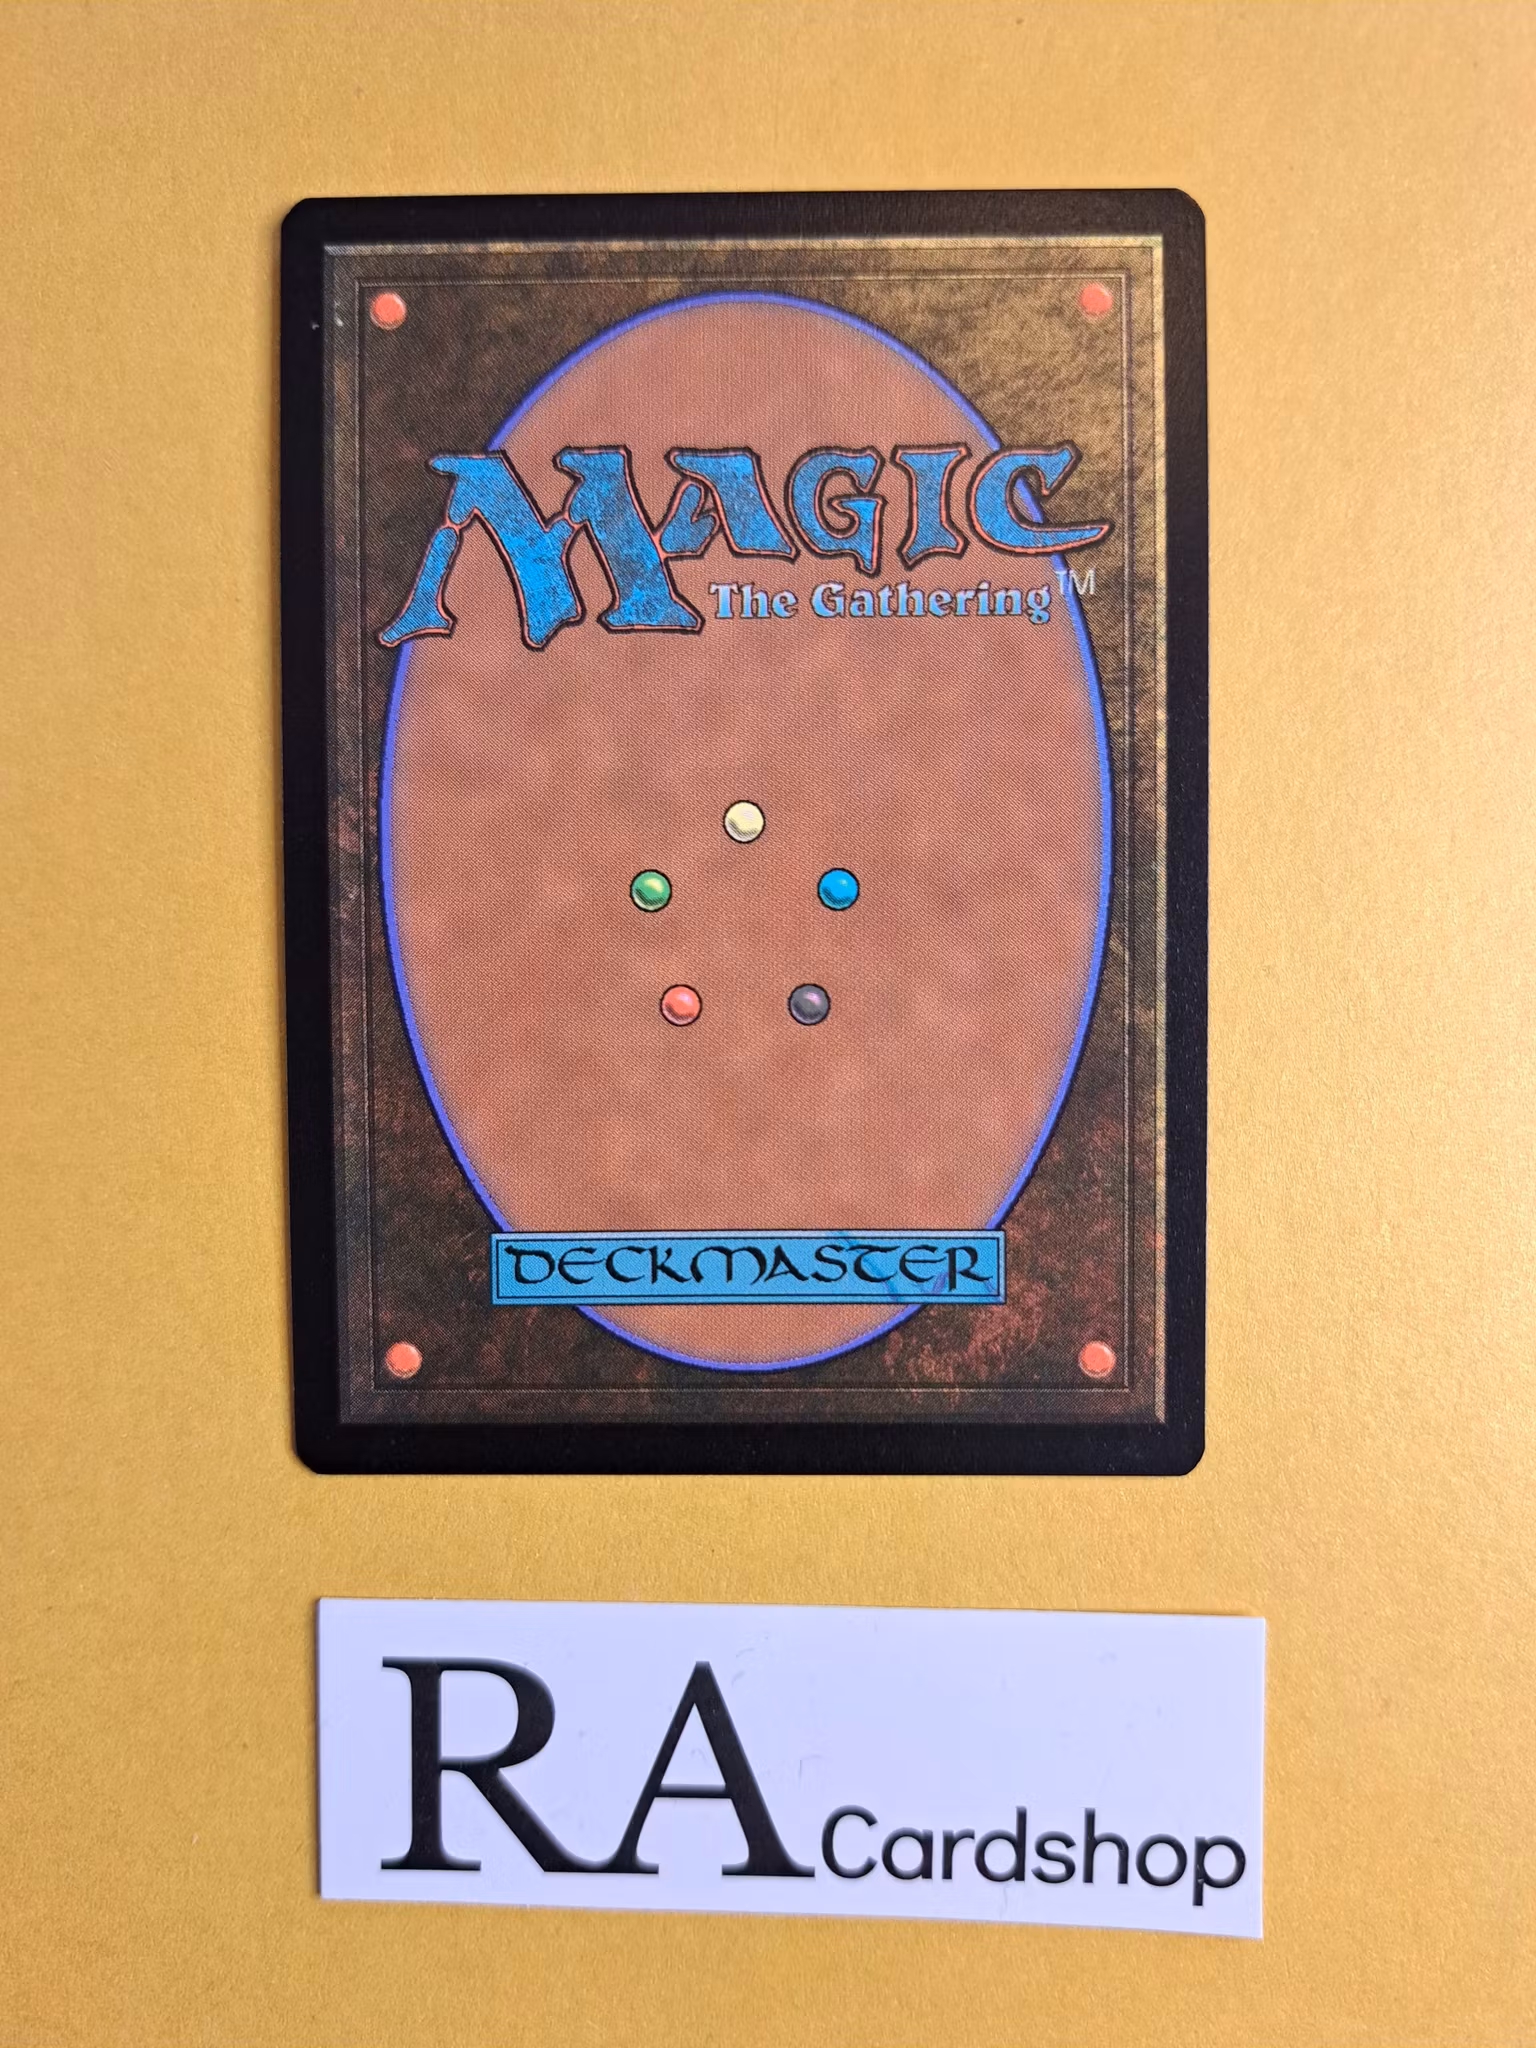 MAGIC
The Gathering™
DECKMASTER
RA Cardshop